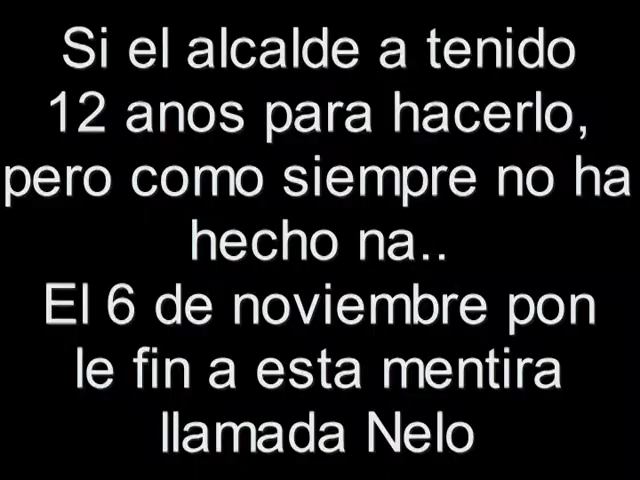 Si el alcalde a tenido
12 anos para hacerlo,
pero como siempre no ha
hecho na..
El 6 de noviembre pon
le fin a esta mentira
llamada Nelo